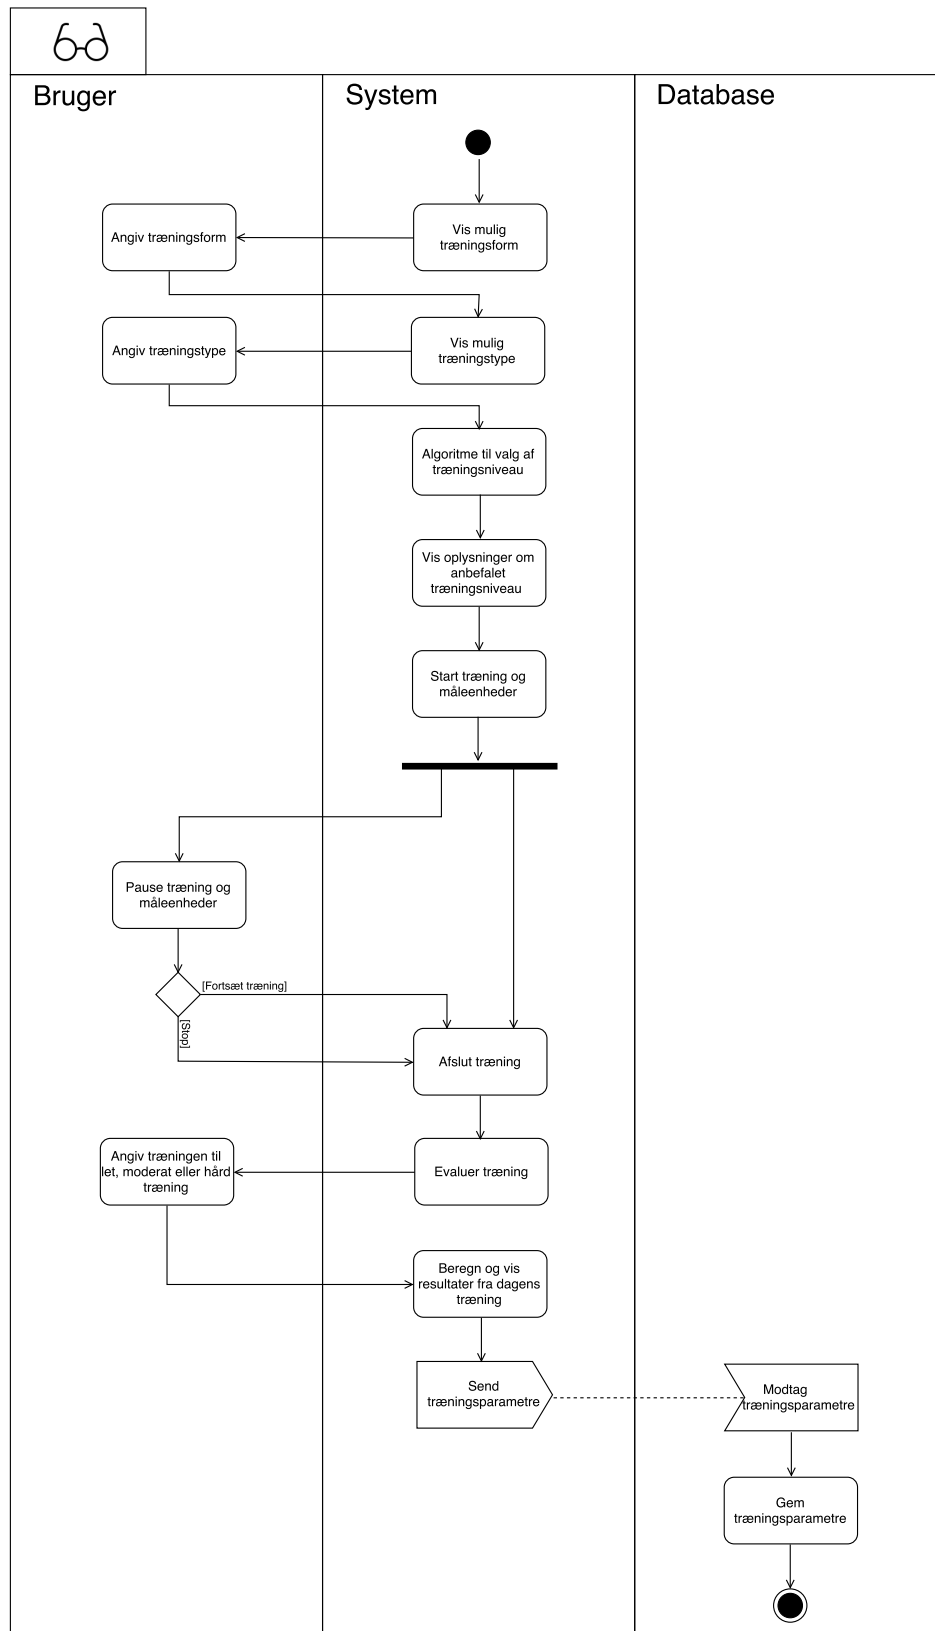 Bruger
System
Database
Vis mulig
træningsform
Angiv træningsform
Vis mulig
træningstype
Angiv træningstype
Algoritme til valg af
træningsniveau
Vis oplysninger om
anbefalet
træningsniveau
Start træning og
måleenheder
Pause træning og
måleenheder
[Fortsæt træning]
[Stop]
Afslut træning
Evaluer træning
Angiv træningen til
let, moderat eller hård
træning
Beregn og vis
resultater fra dagens
træning
Send
træningsparametre
Modtag
træningsparametre
Gem
træningsparametre